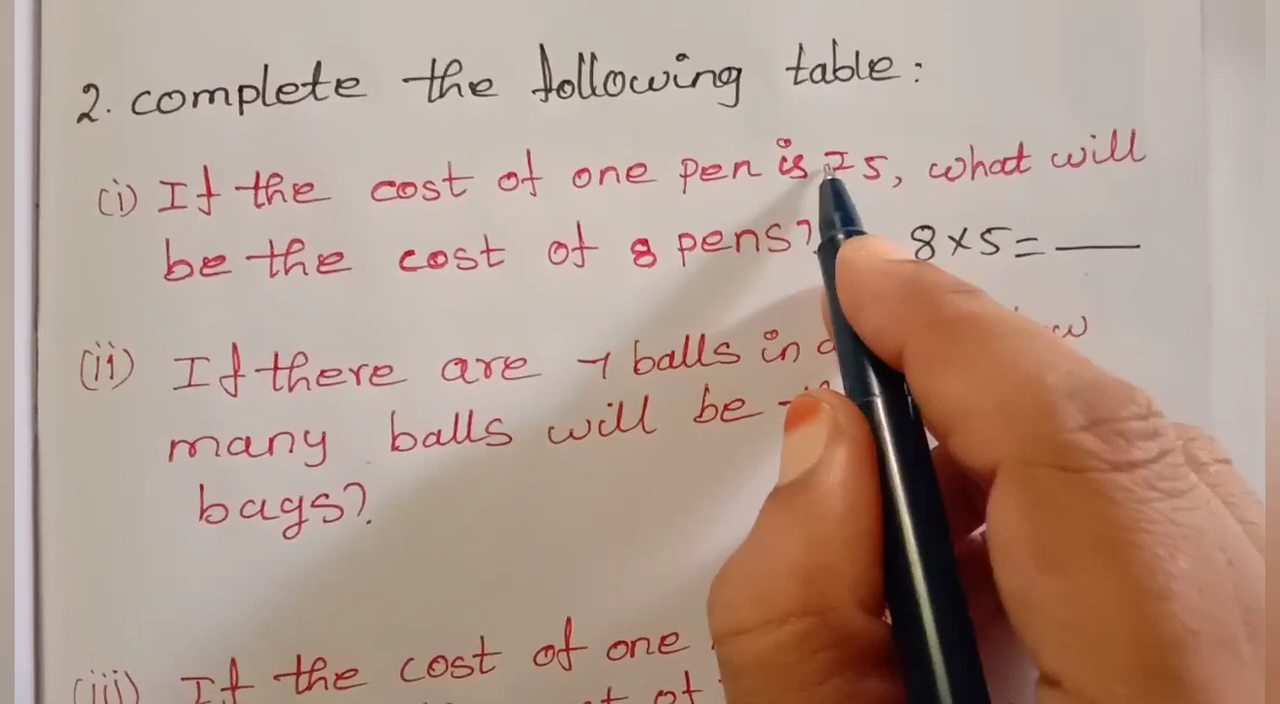 2. complete the following table:
(i) If the cost of one pen is ₹5, what will
be the cost of 8 pens? 8×5=
(ii) If there are 7 balls in
many balls will be
bags?
(iii) If the cost of one
of